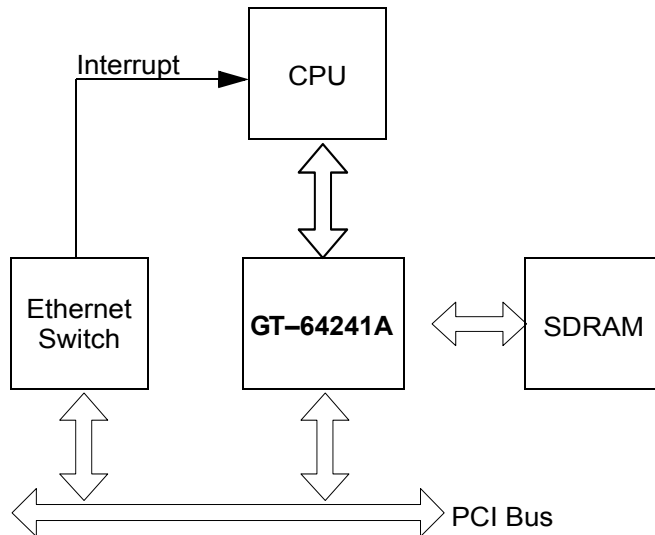 Interrupt
CPU
Ethernet
Switch
GT–64241A
SDRAM
PCI Bus